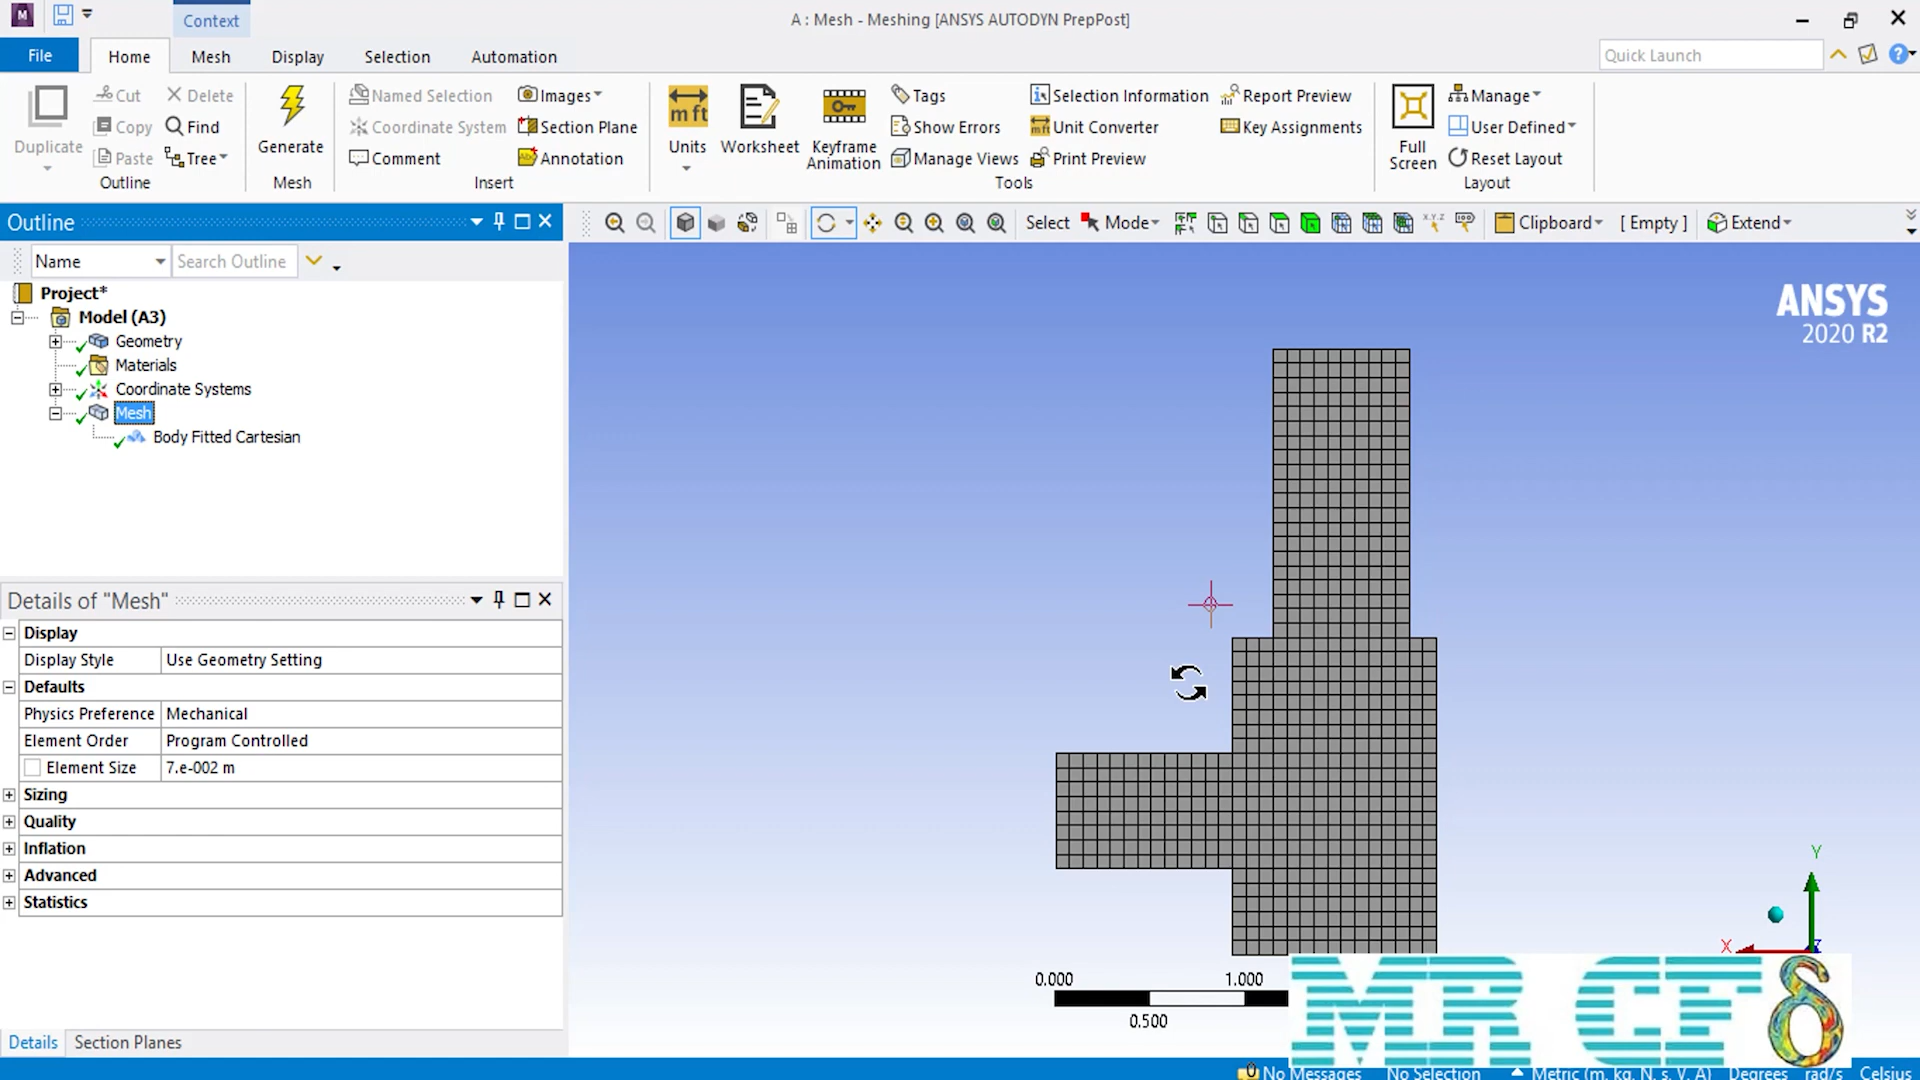 Context
A : Mesh - Meshing [ANSYS AUTODYN PrepPost]
File Home Mesh Display Selection Automation
Quick Launch
Duplicate
Cut
Copy
Paste
Delete
Find
Tree
Outline
Generate
Mesh
Named Selection
Coordinate System
Comment
Images
Section Plane
Annotation
Insert
Units
Worksheet
Keyframe
Animation
Tags
Show Errors
Manage Views
Selection Information
Unit Converter
Print Preview
Report Preview
Key Assignments
Tools
Full
Screen
Manage
User Defined
Reset Layout
Layout
Outline
Select Mode
Clipboard [ Empty ] Extend
Name Search Outline
Project*
Model (A3)
Geometry
Materials
Coordinate Systems
Mesh
Body Fitted Cartesian
Details of "Mesh"
Display
Display Style Use Geometry Setting
Defaults
Physics Preference Mechanical
Element Order Program Controlled
Element Size 7.e-002 m
Sizing
Quality
Inflation
Advanced
Statistics
Details Section Planes
ANSYS
2020 R2
Y
X
Z
0.000 1.000
0.500
MR CFδ
No Messages No Selection Metric (m, kg, N, s, V, A) Degrees rad/s Celsius